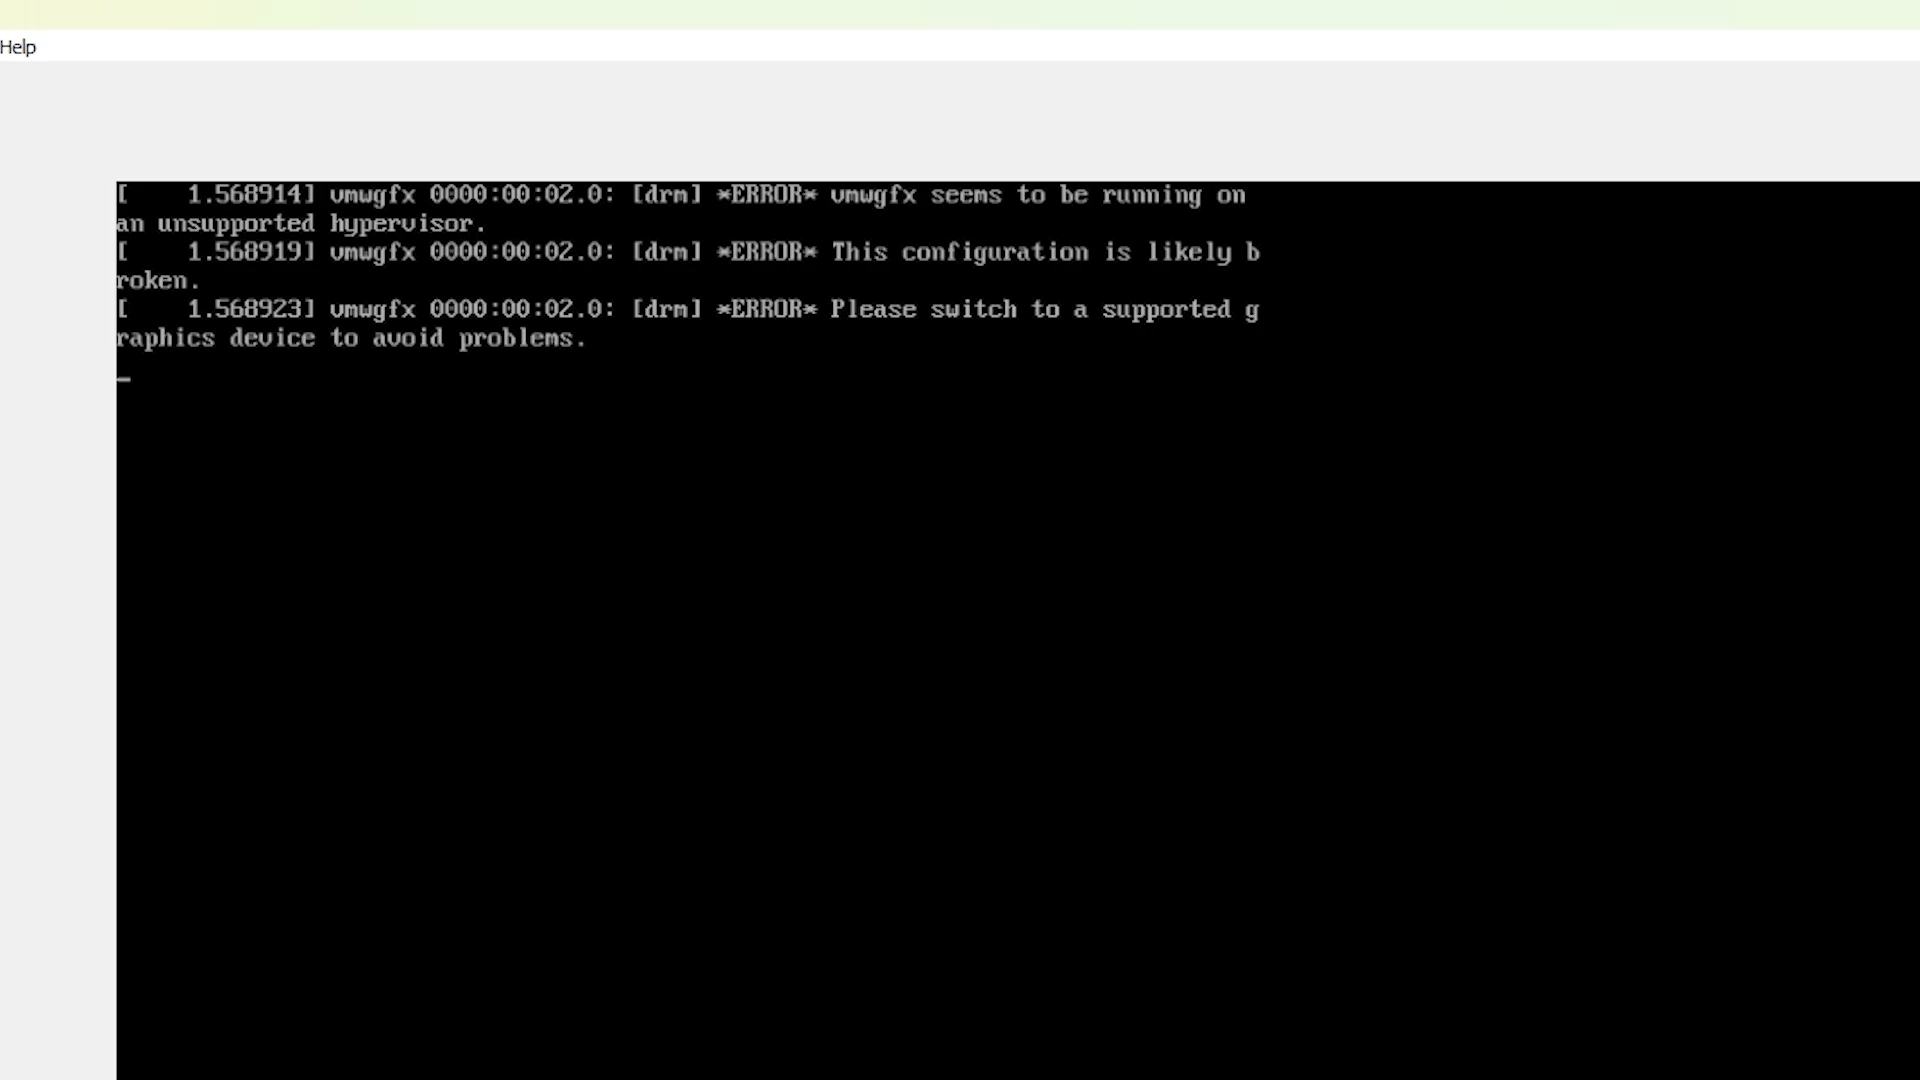 Help
[    1.568914] vmwgfx 0000:00:02.0: [drm] *ERROR* vmwgfx seems to be running on
an unsupported hypervisor.
[    1.568919] vmwgfx 0000:00:02.0: [drm] *ERROR* This configuration is likely b
roken.
[    1.568923] vmwgfx 0000:00:02.0: [drm] *ERROR* Please switch to a supported g
raphics device to avoid problems.